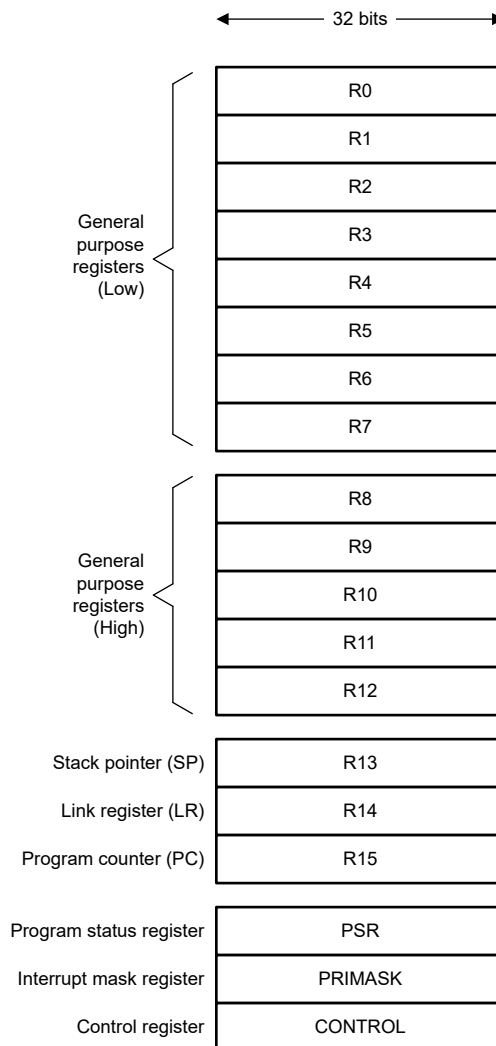 32 bits
R0
R1
R2
R3
R4
R5
R6
R7
General
purpose
registers
(Low)
R8
R9
R10
R11
R12
General
purpose
registers
(High)
Stack pointer (SP)
R13
Link register (LR)
R14
Program counter (PC)
R15
Program status register
PSR
Interrupt mask register
PRIMASK
Control register
CONTROL